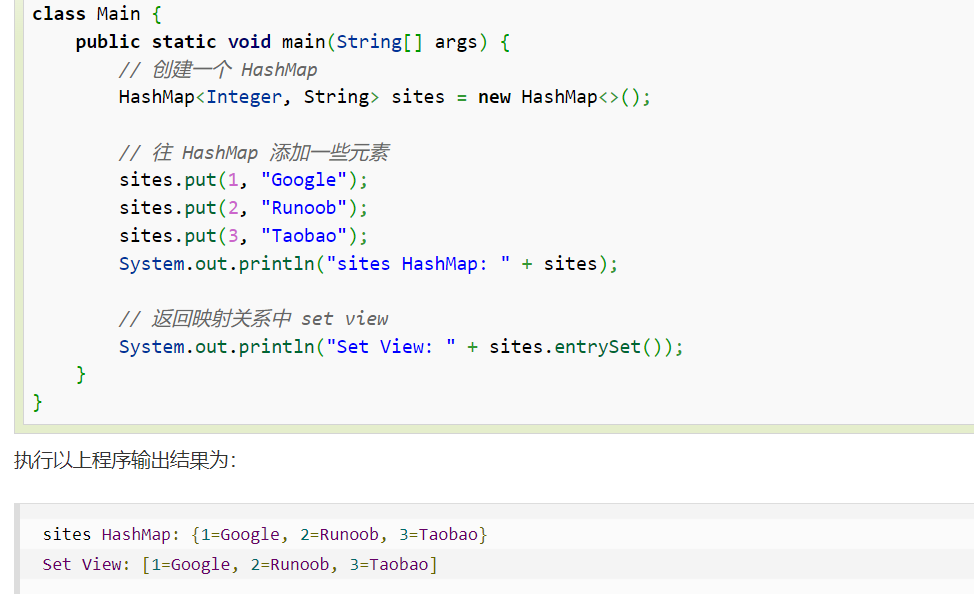 class Main {
    public static void main(String[] args) {
        // 创建一个 HashMap
        HashMap<Integer, String> sites = new HashMap<>();
        // 往 HashMap 添加一些元素
        sites.put(1, "Google");
        sites.put(2, "Runoob");
        sites.put(3, "Taobao");
        System.out.println("sites HashMap: " + sites);
        // 返回映射关系中 set view
        System.out.println("Set View: " + sites.entrySet());
    }
}
执行以上程序输出结果为:
sites HashMap: {1=Google, 2=Runoob, 3=Taobao}
Set View: [1=Google, 2=Runoob, 3=Taobao]